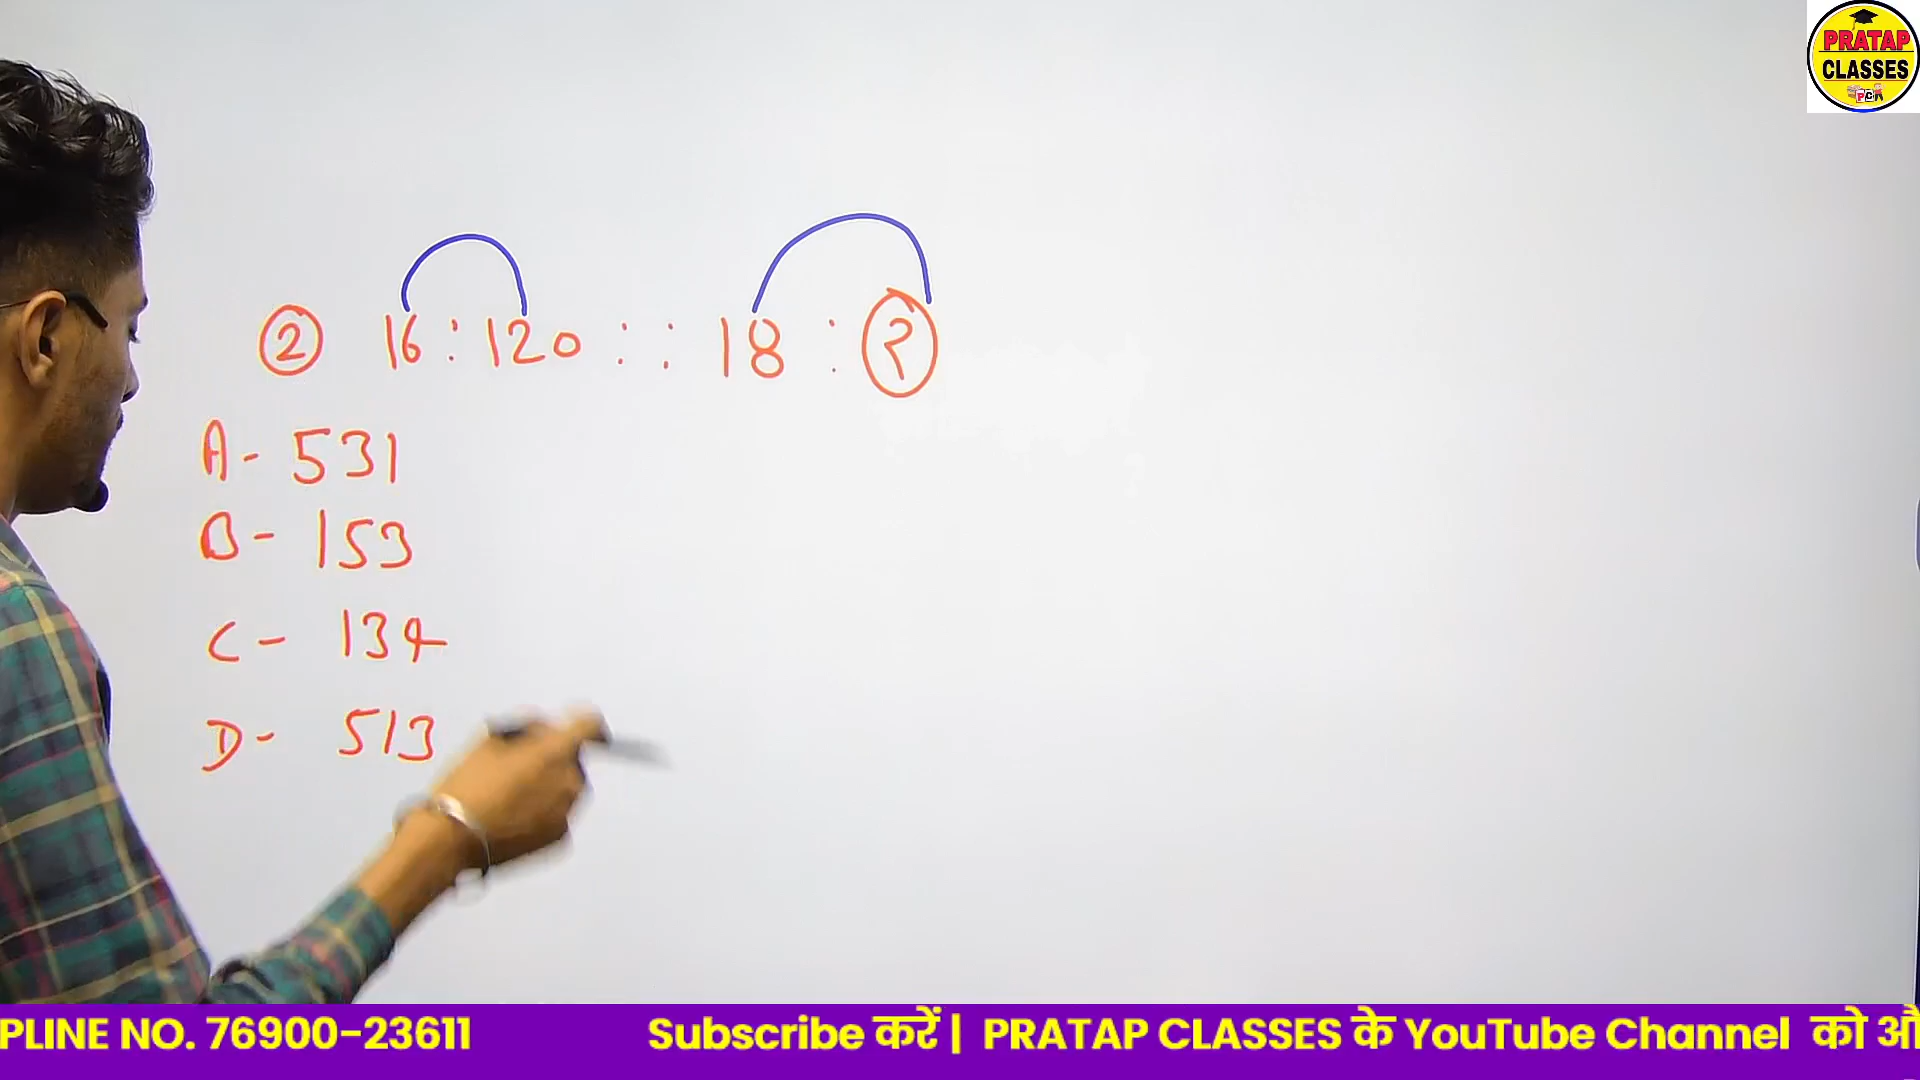 PRATAP
CLASSES
PC
② 16 : 120 : : 18 : ?
A- 531
B- 153
C- 134
D- 513
PLINE NO. 76900-23611 Subscribe करें | PRATAP CLASSES के YouTube Channel को औ